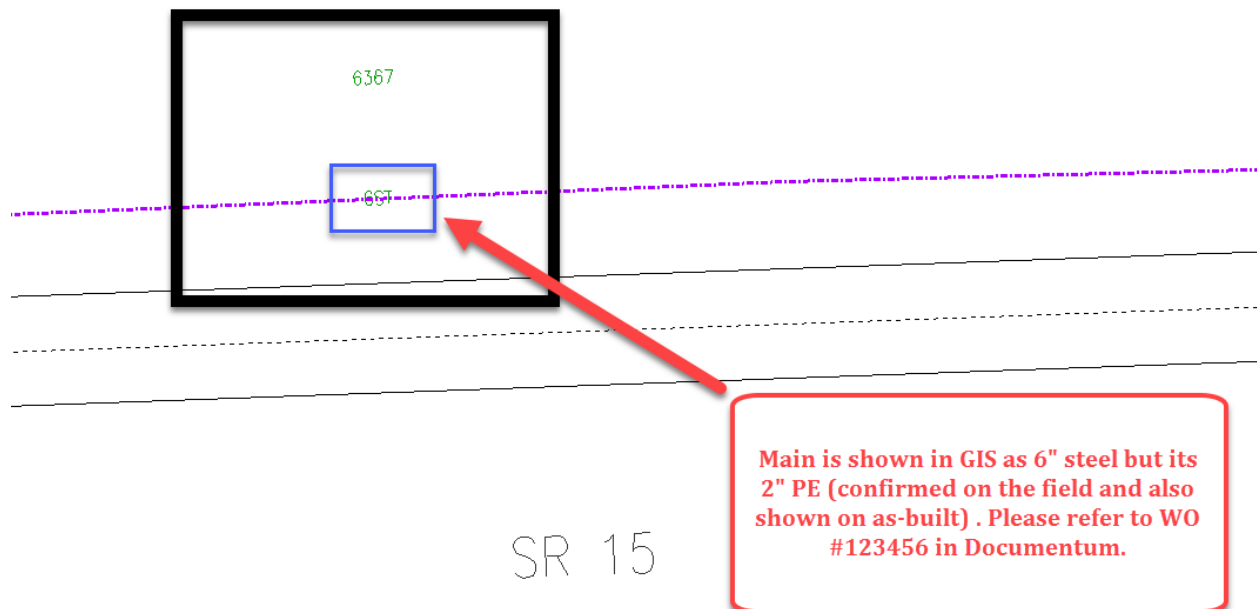 6367
6ST
Main is shown in GIS as 6" steel but its
2" PE (confirmed on the field and also
shown on as-built) . Please refer to WO
#123456 in Documentum.
SR 15